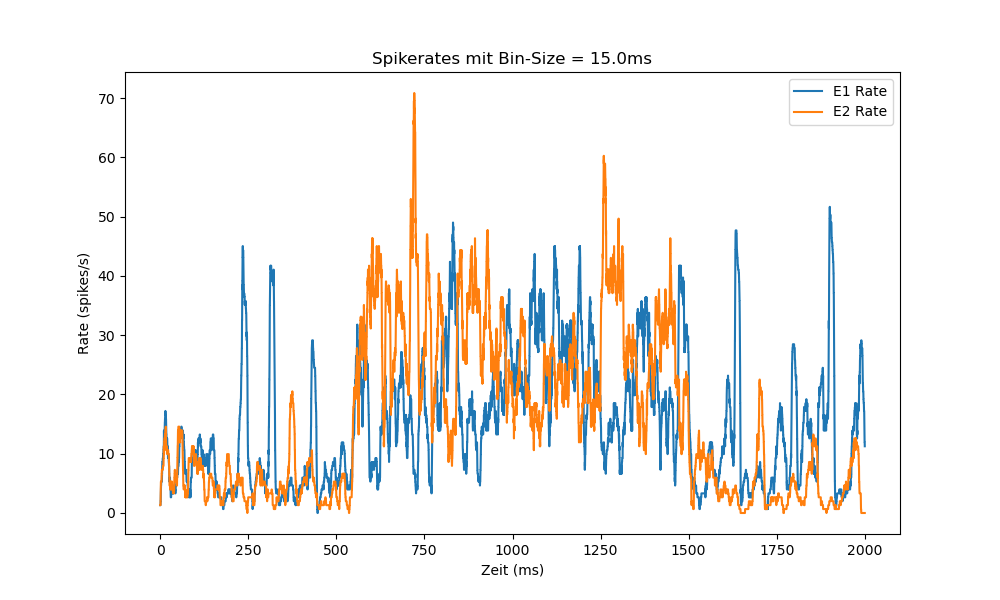 Spikerates mit Bin-Size = 15.0ms
E1 Rate
E2 Rate
Rate (spikes/s)
70
60
50
40
30
20
10
0
0 250 500 750 1000 1250 1500 1750 2000
Zeit (ms)